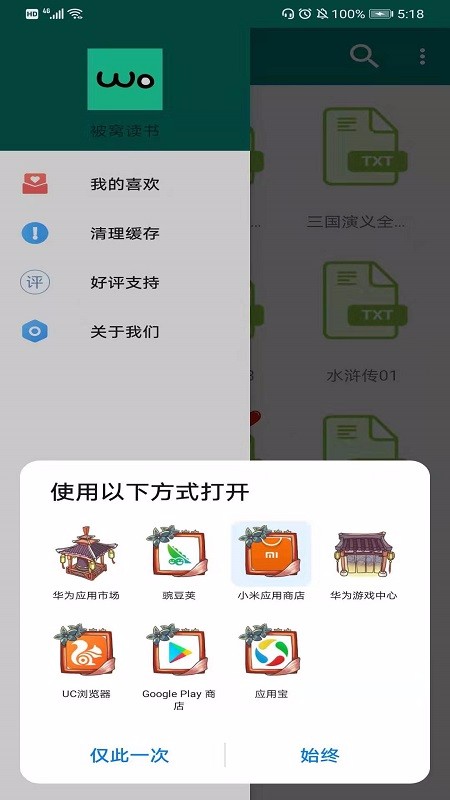 HD 4G 100% 5:18
Wo
被窝读书
我的喜欢
清理缓存
评 好评支持
关于我们
TXT
三国演义全...
TXT
水浒传01
使用以下方式打开
华为应用市场 豌豆荚 小米应用商店 华为游戏中心
UC浏览器 Google Play 商 应用宝
店
仅此一次 始终